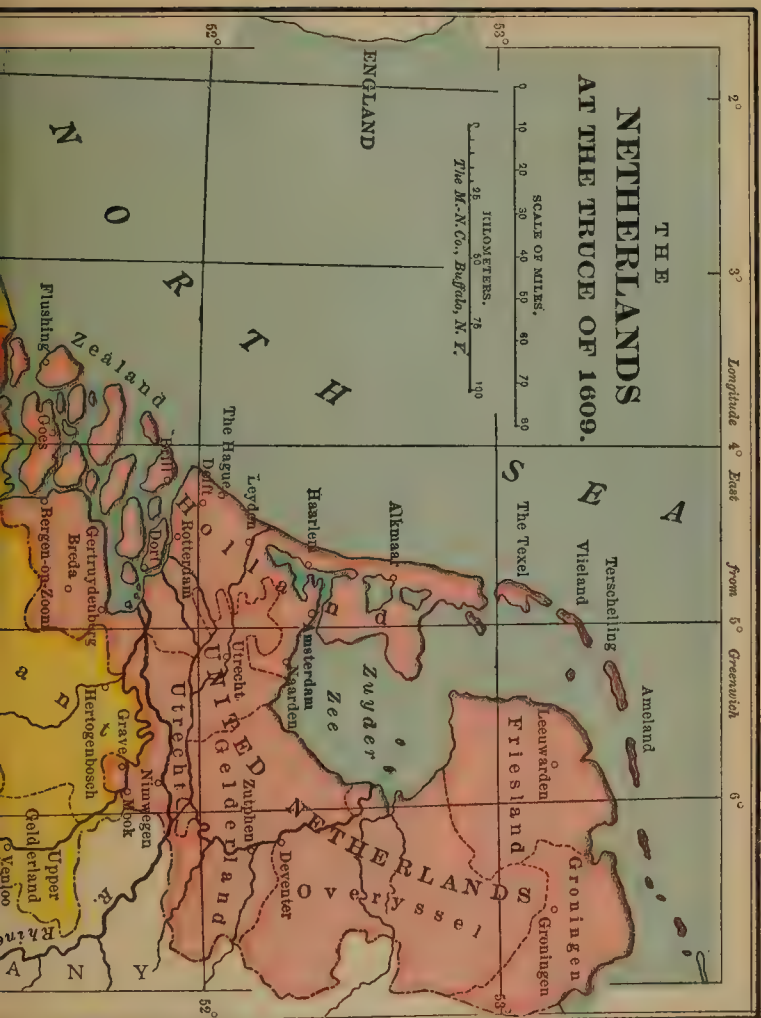 THE
NETHERLANDS
AT THE TRUCE OF 1609.
SCALE OF MILES.
0 10 20 30 40 50 60 70 80
KILOMETERS.
0 25 50 75 100
The M.-N. Co., Buffalo, N. Y.
2° 3° Longitude 4° East from 5° Greenwich 6°
53°
53°
52°
52°
ENGLAND
NORTH SEA
Ameland
Terschelling
Vlieland
The Texel
Groningen
Groningen
Leeuwarden
Friesland
Zuyder
Zee
Alkmaar
Haarlem
Amsterdam
Naarden
Holland
Leyden
The Hague
Delft
Rotterdam
Utrecht
Utrecht
UNITED NETHERLANDS
Overyssel
Deventer
Zutphen
Gelderland
Brill
Dort
Zealand
Flushing
Goes
Gertruydenberg
Breda
Bergen-op-Zoom
Hertogenbosch
Grave
Mook
Nimwegen
Upper
Gelderland
Venloo
Rhine
R.
an
ANY